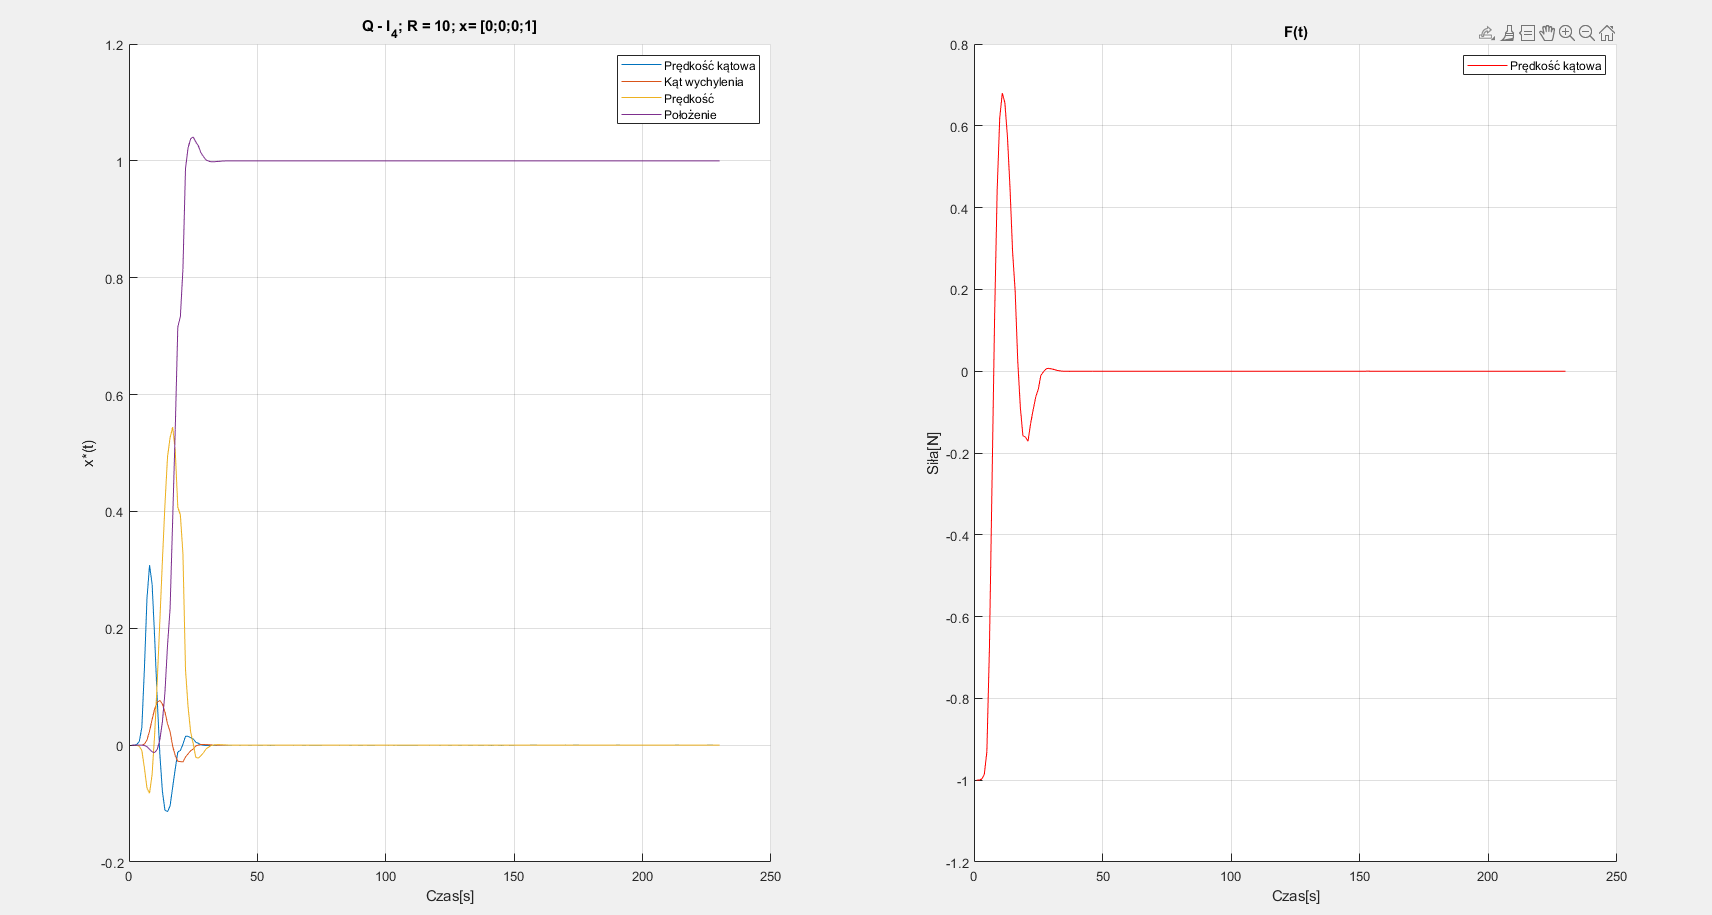 Q - I4; R = 10; x= [0;0;0;1]
1.2
1
0.8
0.6
0.4
0.2
0
-0.2
x*(t)
0 50 100 150 200 250
Czas[s]
Prędkość kątowa
Kąt wychylenia
Prędkość
Położenie
F(t)
0.8
0.6
0.4
0.2
0
-0.2
-0.4
-0.6
-0.8
-1
-1.2
Siła[N]
0 50 100 150 200 250
Czas[s]
Prędkość kątowa